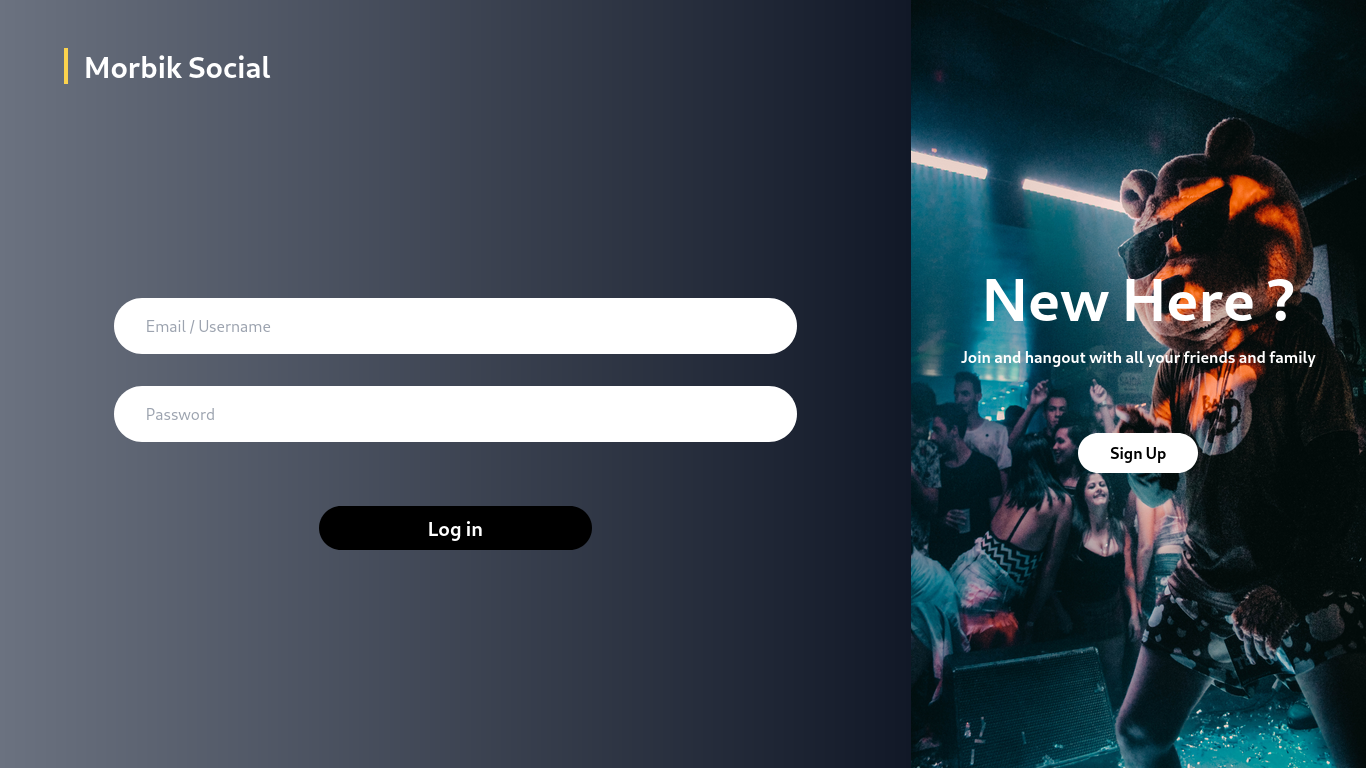 Morbik Social
Email / Username
Password
Log in
New Here ?
Join and hangout with all your friends and family
Sign Up